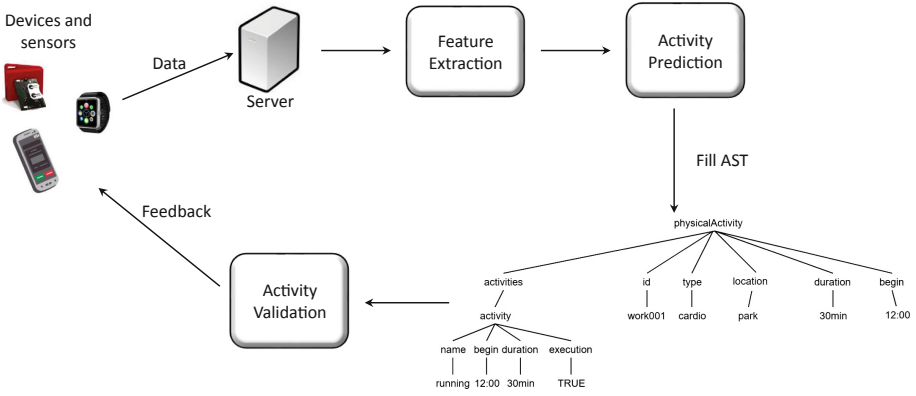 Devices and
sensors
Data
Server
Feature
Extraction
Activity
Prediction
Fill AST
physicalActivity
activities id type location duration begin
work001 cardio park 30min 12:00
activity
name begin duration execution
running 12:00 30min TRUE
Activity
Validation
Feedback